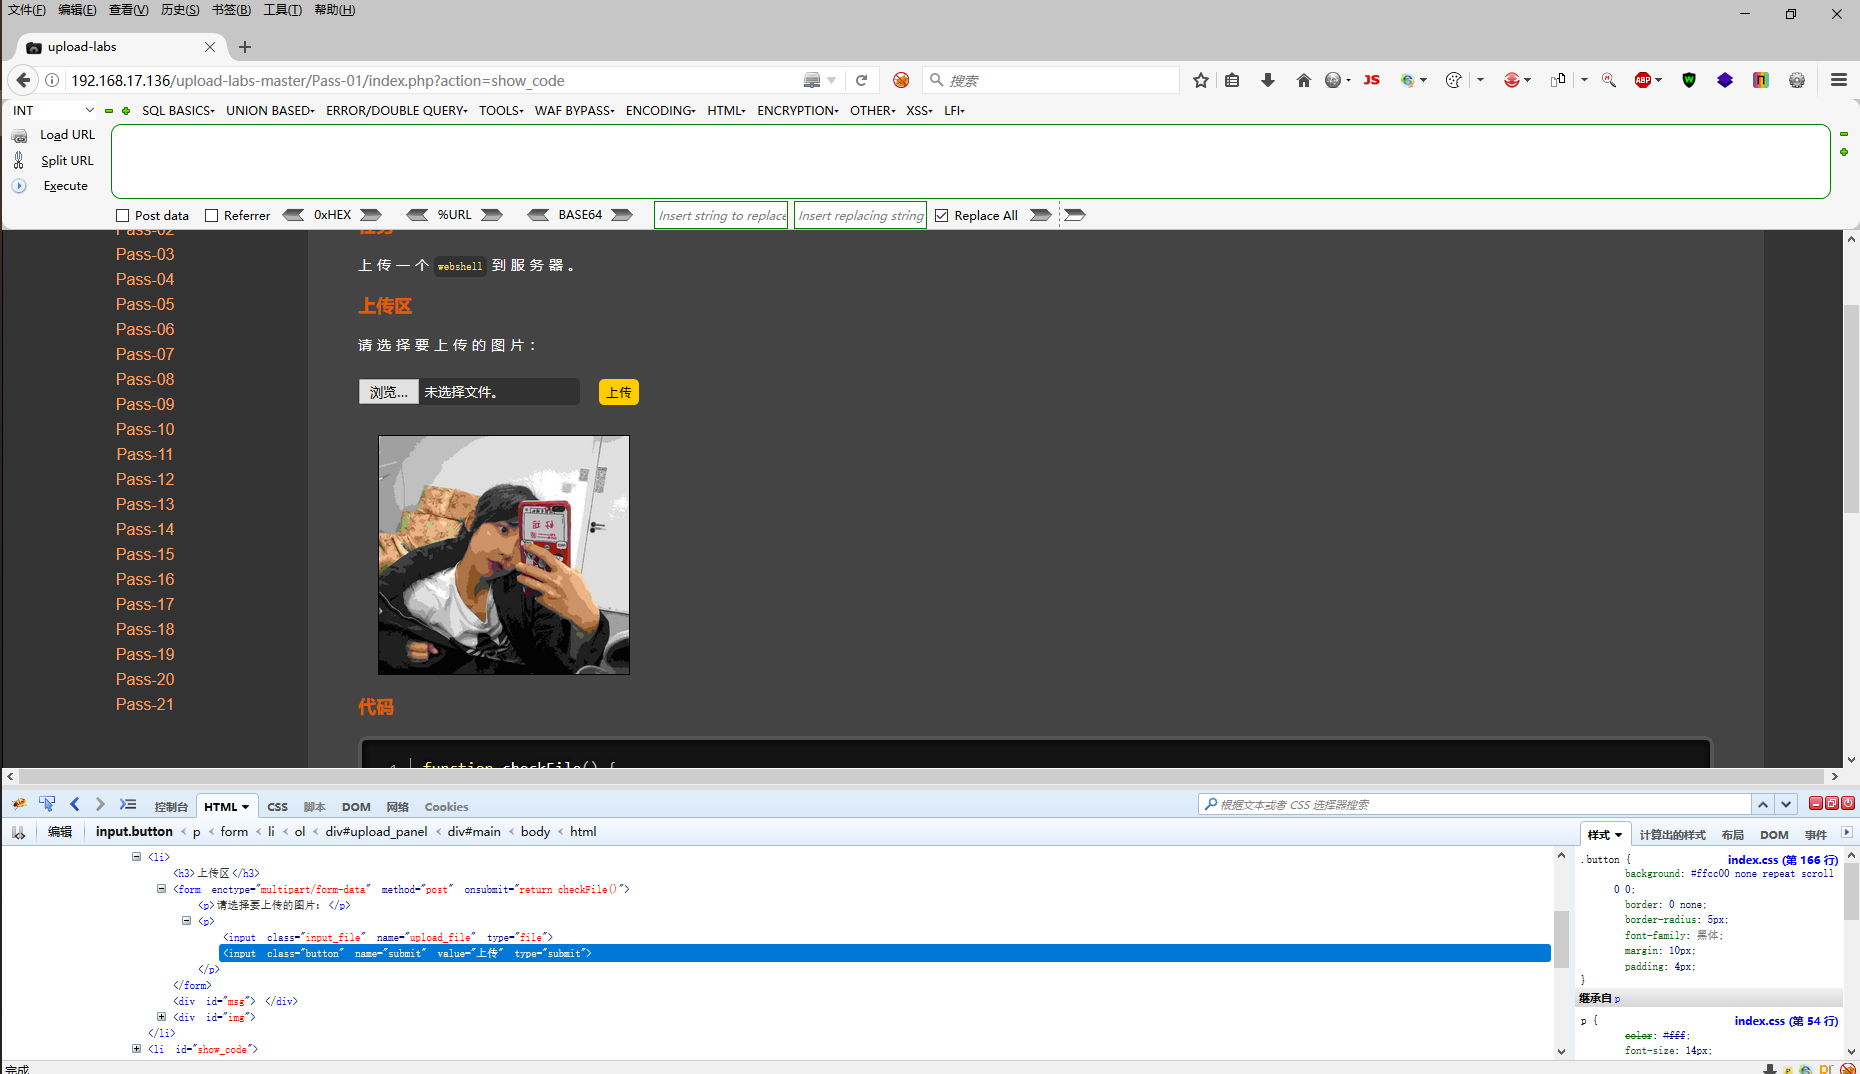 文件(F) 编辑(E) 查看(V) 历史(S) 书签(B) 工具(T) 帮助(H)
upload-labs
192.168.17.136/upload-labs-master/Pass-01/index.php?action=show_code
搜索
JS
ABP
INT
SQL BASICS UNION BASED ERROR/DOUBLE QUERY TOOLS WAF BYPASS ENCODING HTML ENCRYPTION OTHER XSS LFI
Load URL
Split URL
Execute
Post data Referrer 0xHEX %URL BASE64 Insert string to replace Insert replacing string Replace All
Pass-02
任务
Pass-03
上传一个 webshell 到服务器。
Pass-04
Pass-05
上传区
Pass-06
请选择要上传的图片：
Pass-07
Pass-08
浏览... 未选择文件。 上传
Pass-09
Pass-10
Pass-11
Pass-12
Pass-13
Pass-14
Pass-15
Pass-16
Pass-17
Pass-18
Pass-19
Pass-20
Pass-21
代码
1 function checkFile() {
控制台 HTML CSS 脚本 DOM 网络 Cookies
根据文本或者 CSS 选择器搜索
编辑 input.button < p < form < li < ol < div#upload_panel < div#main < body < html
样式 计算出的样式 布局 DOM 事件
<li>
<h3>上传区</h3>
<form enctype="multipart/form-data" method="post" onsubmit="return checkFile()">
<p>请选择要上传的图片：</p>
<p>
<input class="input_file" name="upload_file" type="file">
<input class="button" name="submit" value="上传" type="submit">
</p>
</form>
<div id="msg"> </div>
<div id="img">
</li>
<li id="show_code">
.button { index.css (第 166 行)
background: #ffcc00 none repeat scroll
0 0;
border: 0 none;
border-radius: 5px;
font-family: 黑体;
margin: 10px;
padding: 4px;
}
继承自 p
p { index.css (第 54 行)
color: #fff;
font-size: 14px;
完成